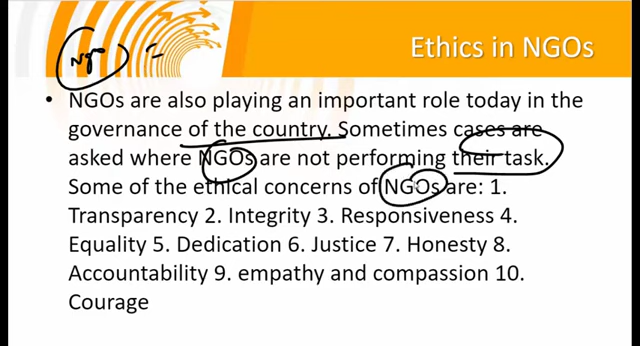 Ethics in NGOs
Ngo
• NGOs are also playing an important role today in the
governance of the country. Sometimes cases are
asked where NGOs are not performing their task.
Some of the ethical concerns of NGOs are: 1.
Transparency 2. Integrity 3. Responsiveness 4.
Equality 5. Dedication 6. Justice 7. Honesty 8.
Accountability 9. empathy and compassion 10.
Courage